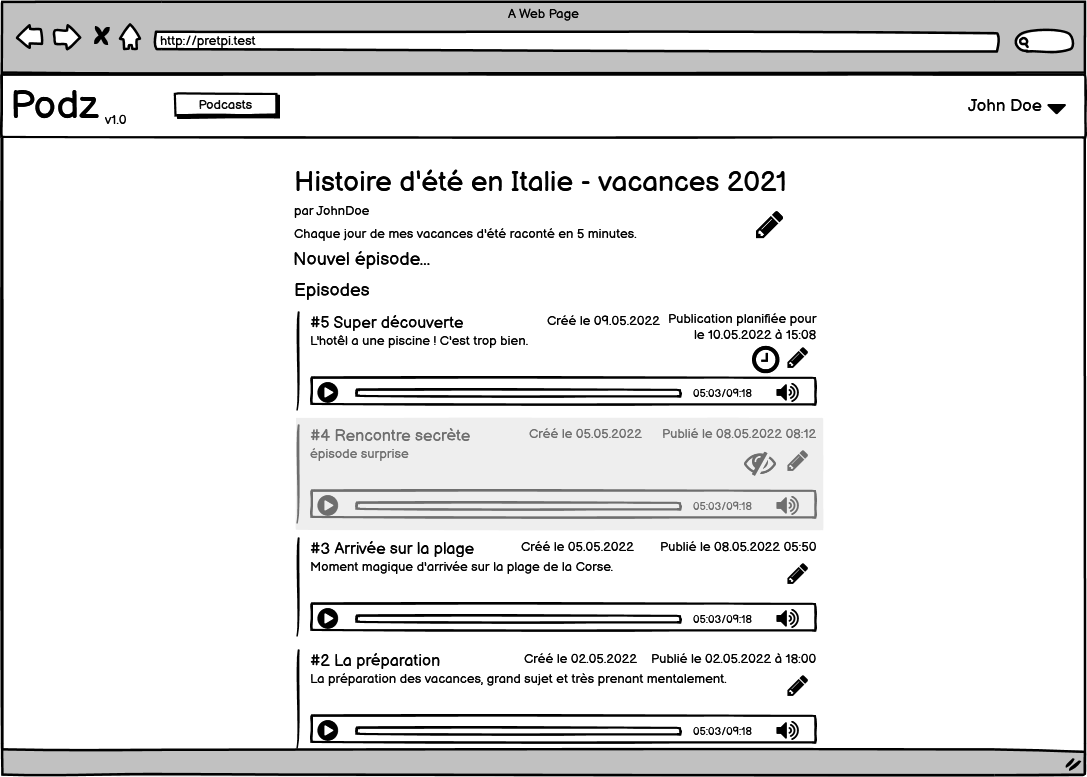 A Web Page
http://pretpi.test
Podz v1.0
Podcasts
John Doe
Histoire d'été en Italie - vacances 2021
par JohnDoe
Chaque jour de mes vacances d'été raconté en 5 minutes.
Nouvel épisode...
Episodes
#5 Super découverte
Créé le 09.05.2022
Publication planifiée pour
le 10.05.2022 à 15:08
L'hotêl a une piscine ! C'est trop bien.
05:03/09:18
#4 Rencontre secrète
Créé le 05.05.2022
Publié le 08.05.2022 08:12
épisode surprise
05:03/09:18
#3 Arrivée sur la plage
Créé le 05.05.2022
Publié le 08.05.2022 05:50
Moment magique d'arrivée sur la plage de la Corse.
05:03/09:18
#2 La préparation
Créé le 02.05.2022
Publié le 02.05.2022 à 18:00
La préparation des vacances, grand sujet et très prenant mentalement.
05:03/09:18